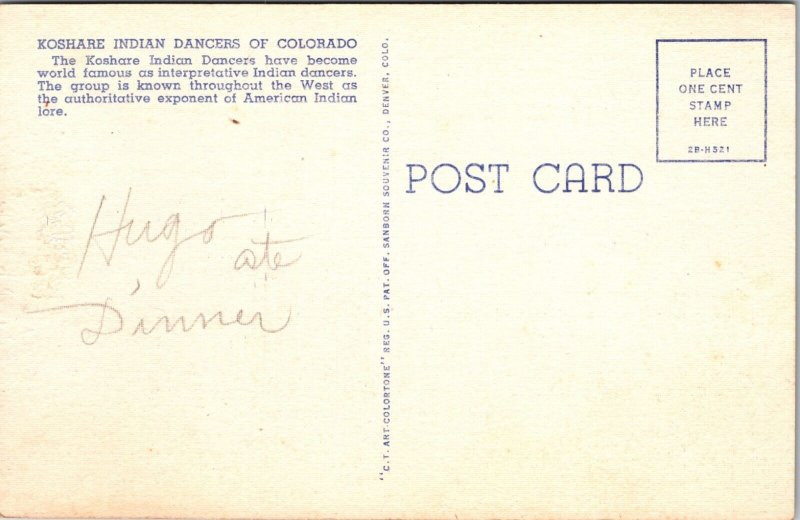 KOSHARE INDIAN DANCERS OF COLORADO
The Koshare Indian Dancers have become
world famous as interpretative Indian dancers.
The group is known throughout the West as
the authoritative exponent of American Indian
lore.
Hugo
ate
Dinner
"C.T. ART-COLORTONE" REG. U.S. PAT. OFF. SANBORN SOUVENIR CO., DENVER, COLO.
POST CARD
PLACE
ONE CENT
STAMP
HERE
2B-H521